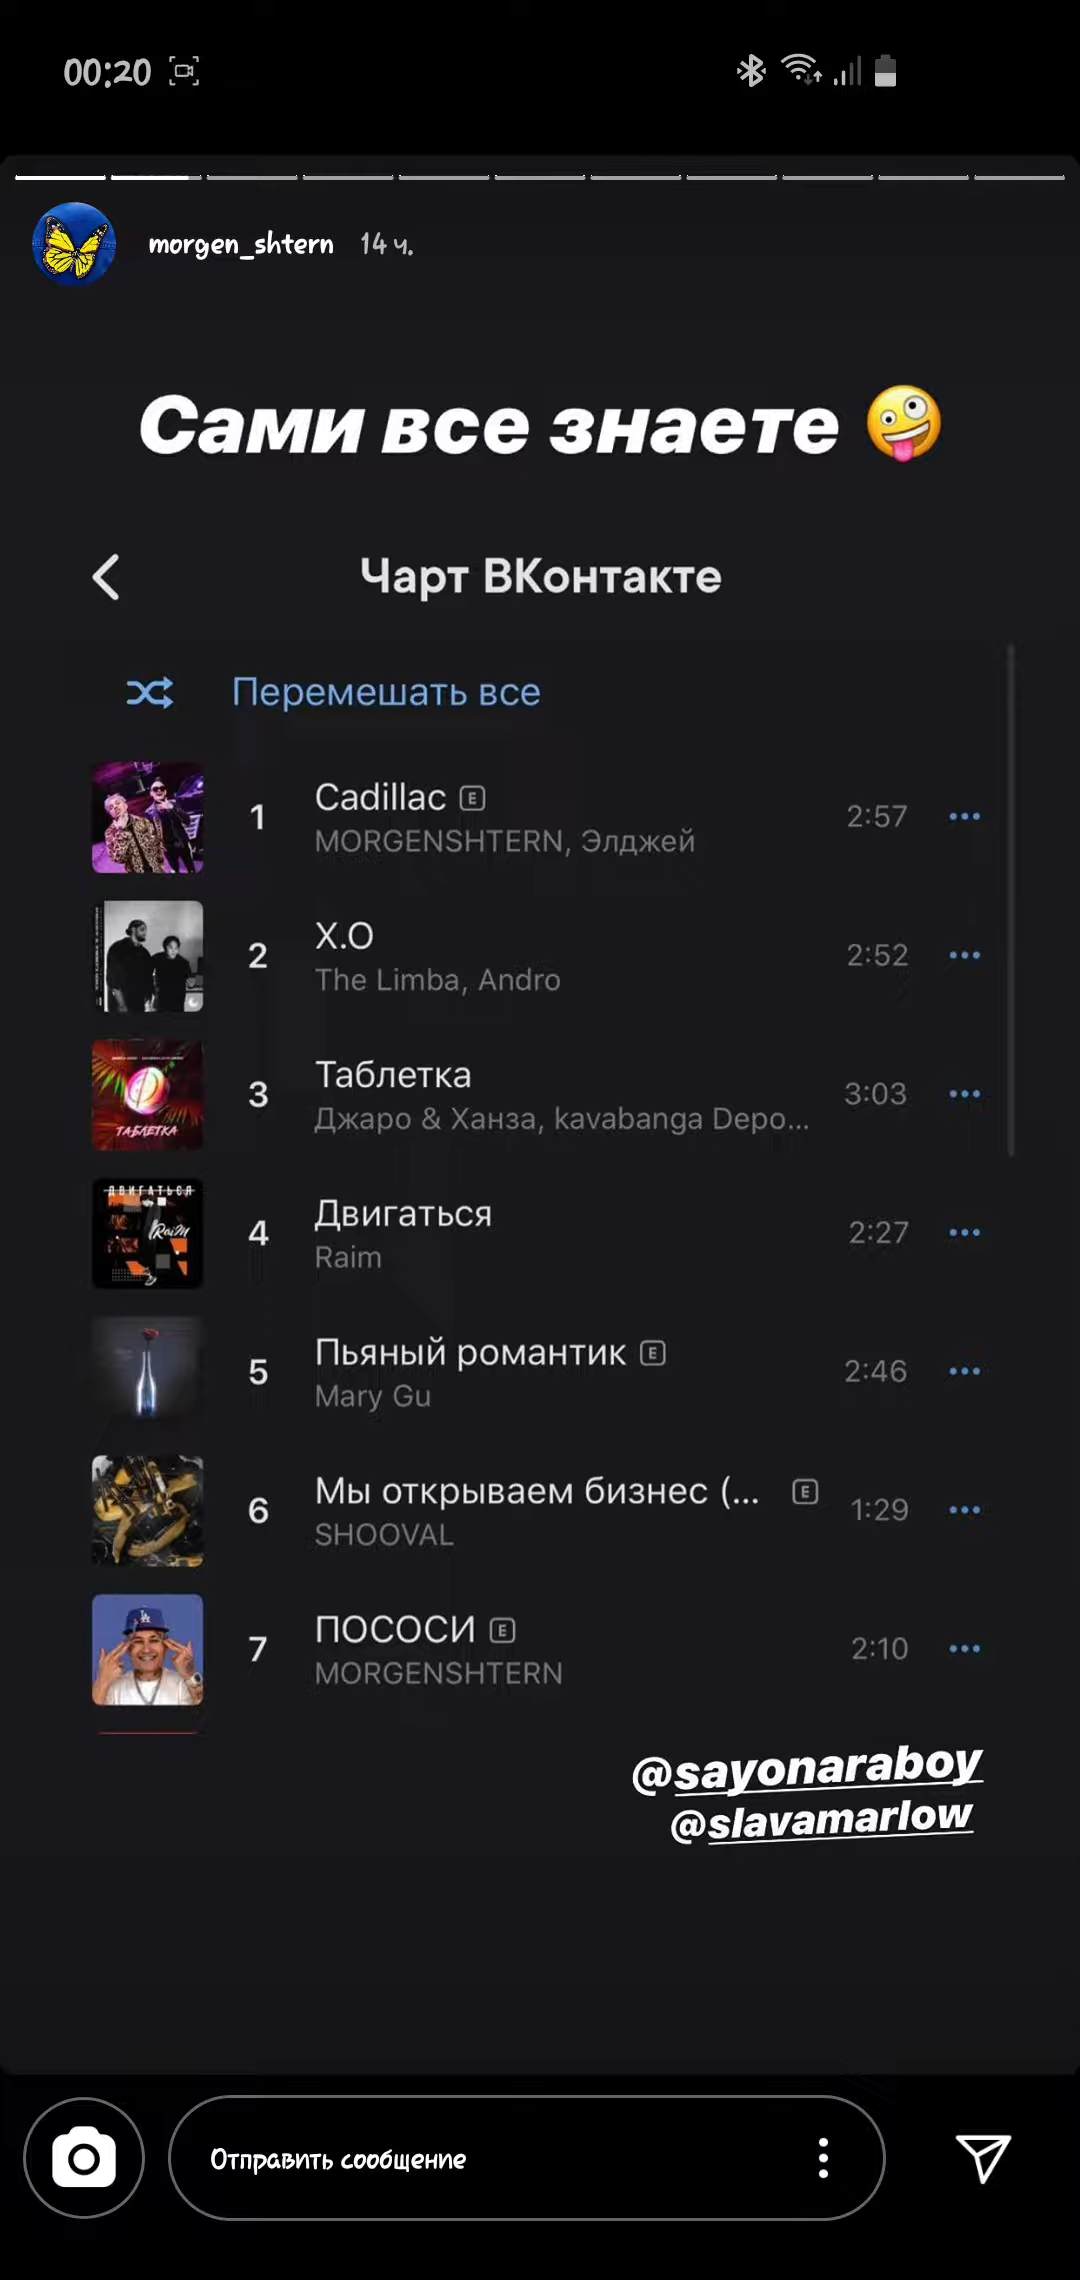 00:20
morgen_shtern 14 ч.
Сами все знаете 🤪
Чарт ВКонтакте
Перемешать все
1 Cadillac E 2:57
MORGENSHTERN, Элджей
2 X.O 2:52
The Limba, Andro
3 Таблетка 3:03
Джаро & Ханза, kavabanga Depo...
ТАБЛЕТКА
ДВИГАТЬСЯ
RaiM
4 Двигаться 2:27
Raim
5 Пьяный романтик E 2:46
Mary Gu
6 Мы открываем бизнес (... E 1:29
SHOOVAL
7 ПОСОСИ E 2:10
MORGENSHTERN
@sayonaraboy
@slavamarlow
Отправить сообщение